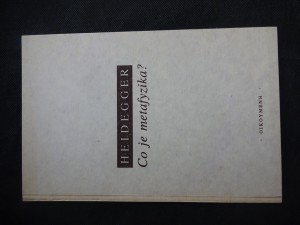 HEIDEGGER
Co je metafyzika?
• OIKOYMENH •